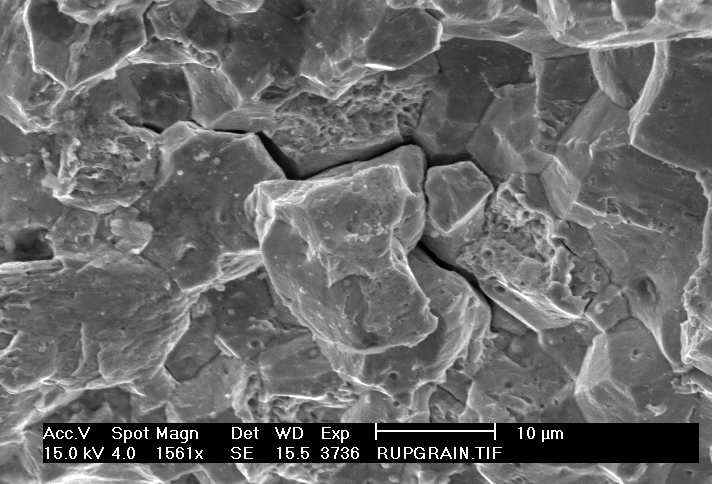 Acc.V Spot Magn Det WD Exp 10 µm
15.0 kV 4.0 1561x SE 15.5 3736 RUPGRAIN.TIF